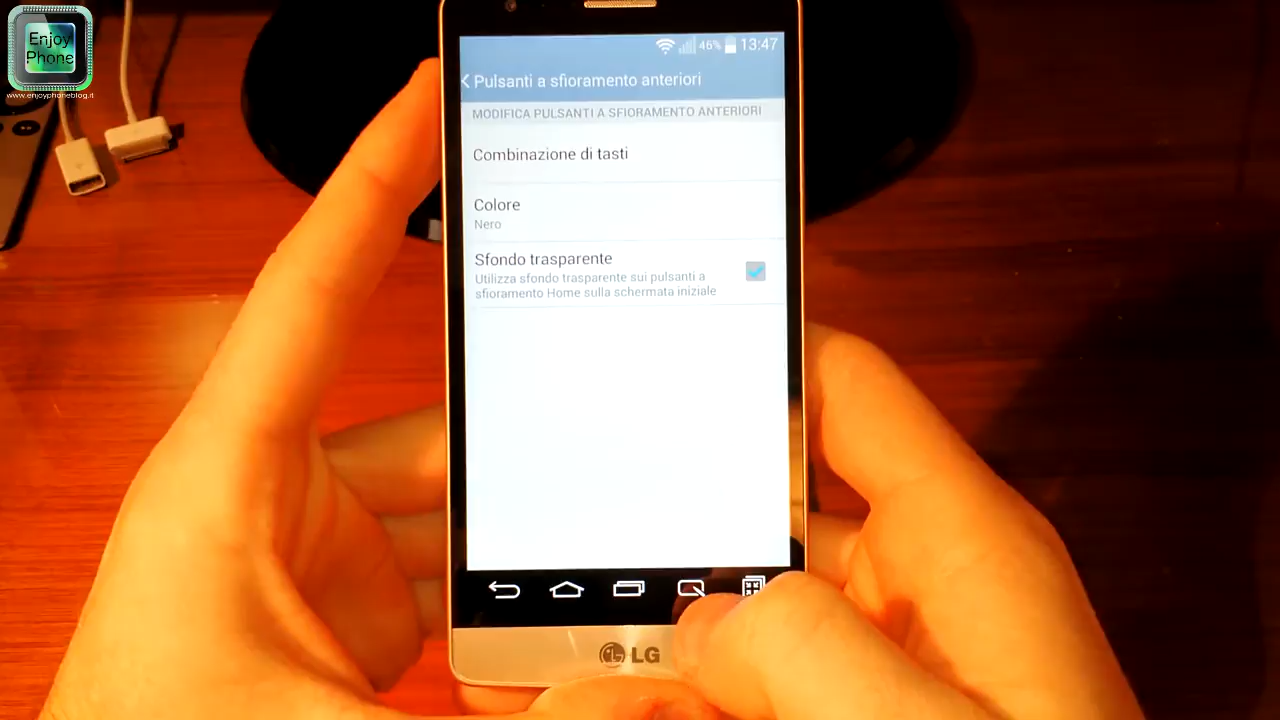 Enjoy
Phone
www.enjoyphoneblog.it
46% 13:47
Pulsanti a sfioramento anteriori
MODIFICA PULSANTI A SFIORAMENTO ANTERIORI
Combinazione di tasti
Colore
Nero
Sfondo trasparente
Utilizza sfondo trasparente sui pulsanti a
sfioramento Home sulla schermata iniziale
LG